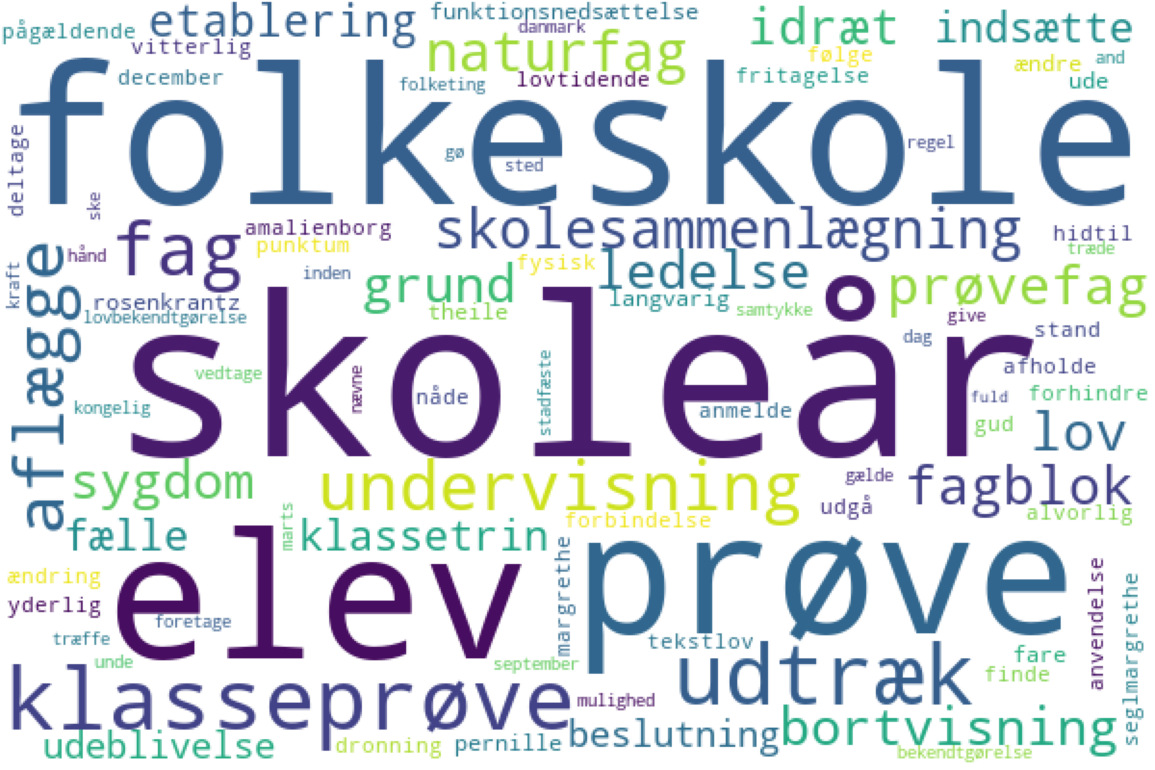 pågældende
etablering
funktionsnedsættelse
danmark
idræt
indsætte
vitterlig
naturfag
følge
ændre
and
december
folketing
lovtidende
fritagelse
ude
folkeskole
deltage
gø
sted
regel
ske
fag
amalienborg
skolesammenlægning
hidtil
hånd
punktum
træde
aflægge
kraft
inden
fysisk
ledelse
rosenkrantz
grund
langvarig
prøvefag
lovbekendtgørelse
theile
samtykke
give
stand
skoleår
dag
vedtage
nævne
nåde
stadfæste
afholde
kongelig
anmelde
fuld
forhindre
gud
lov
sygdom
undervisning
gælde
fagblok
udgå
alvorlig
fælle
marts
klassetrin
forbindelse
elev
prøve
margrethe
ændring
yderlig
foretage
træffe
tekstlov
anvendelse
seglmargrethe
unde
september
udtræk
fare
finde
klasseprøve
mulighed
udeblivelse
dronning
pernille
beslutning
bortvisning
bekendtgørelse